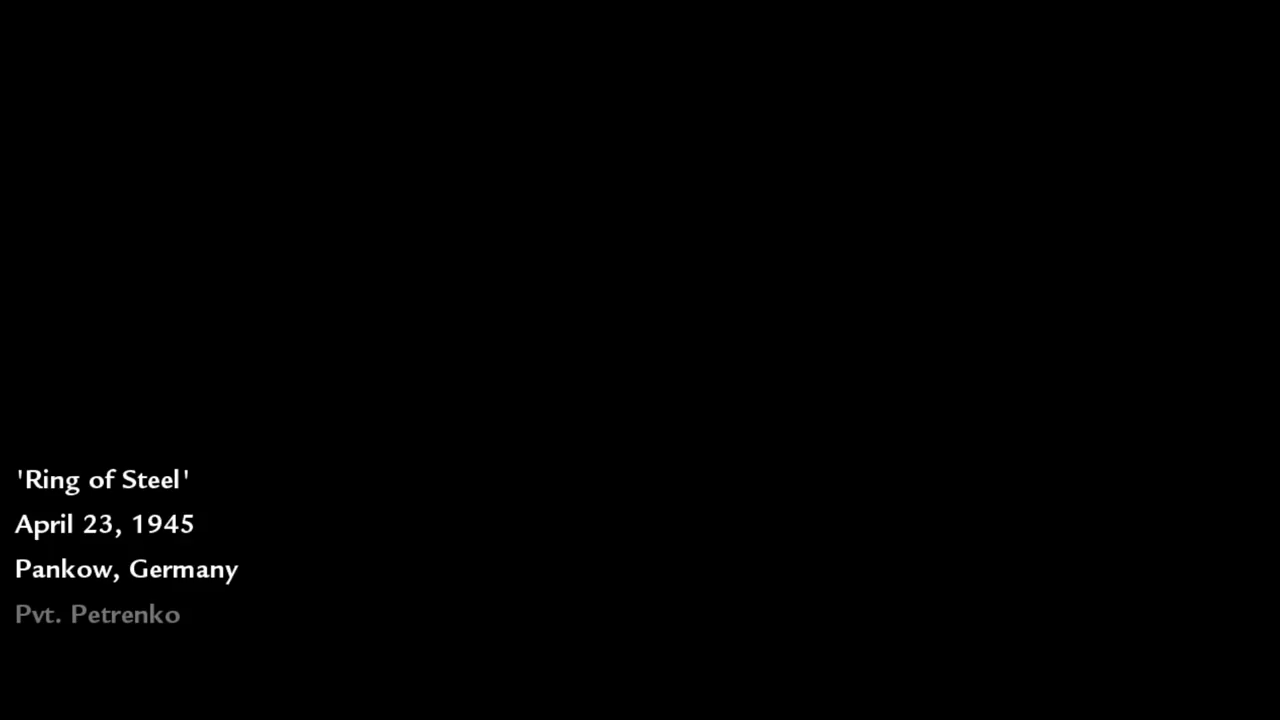 'Ring of Steel'
April 23, 1945
Pankow, Germany
Pvt. Petrenko